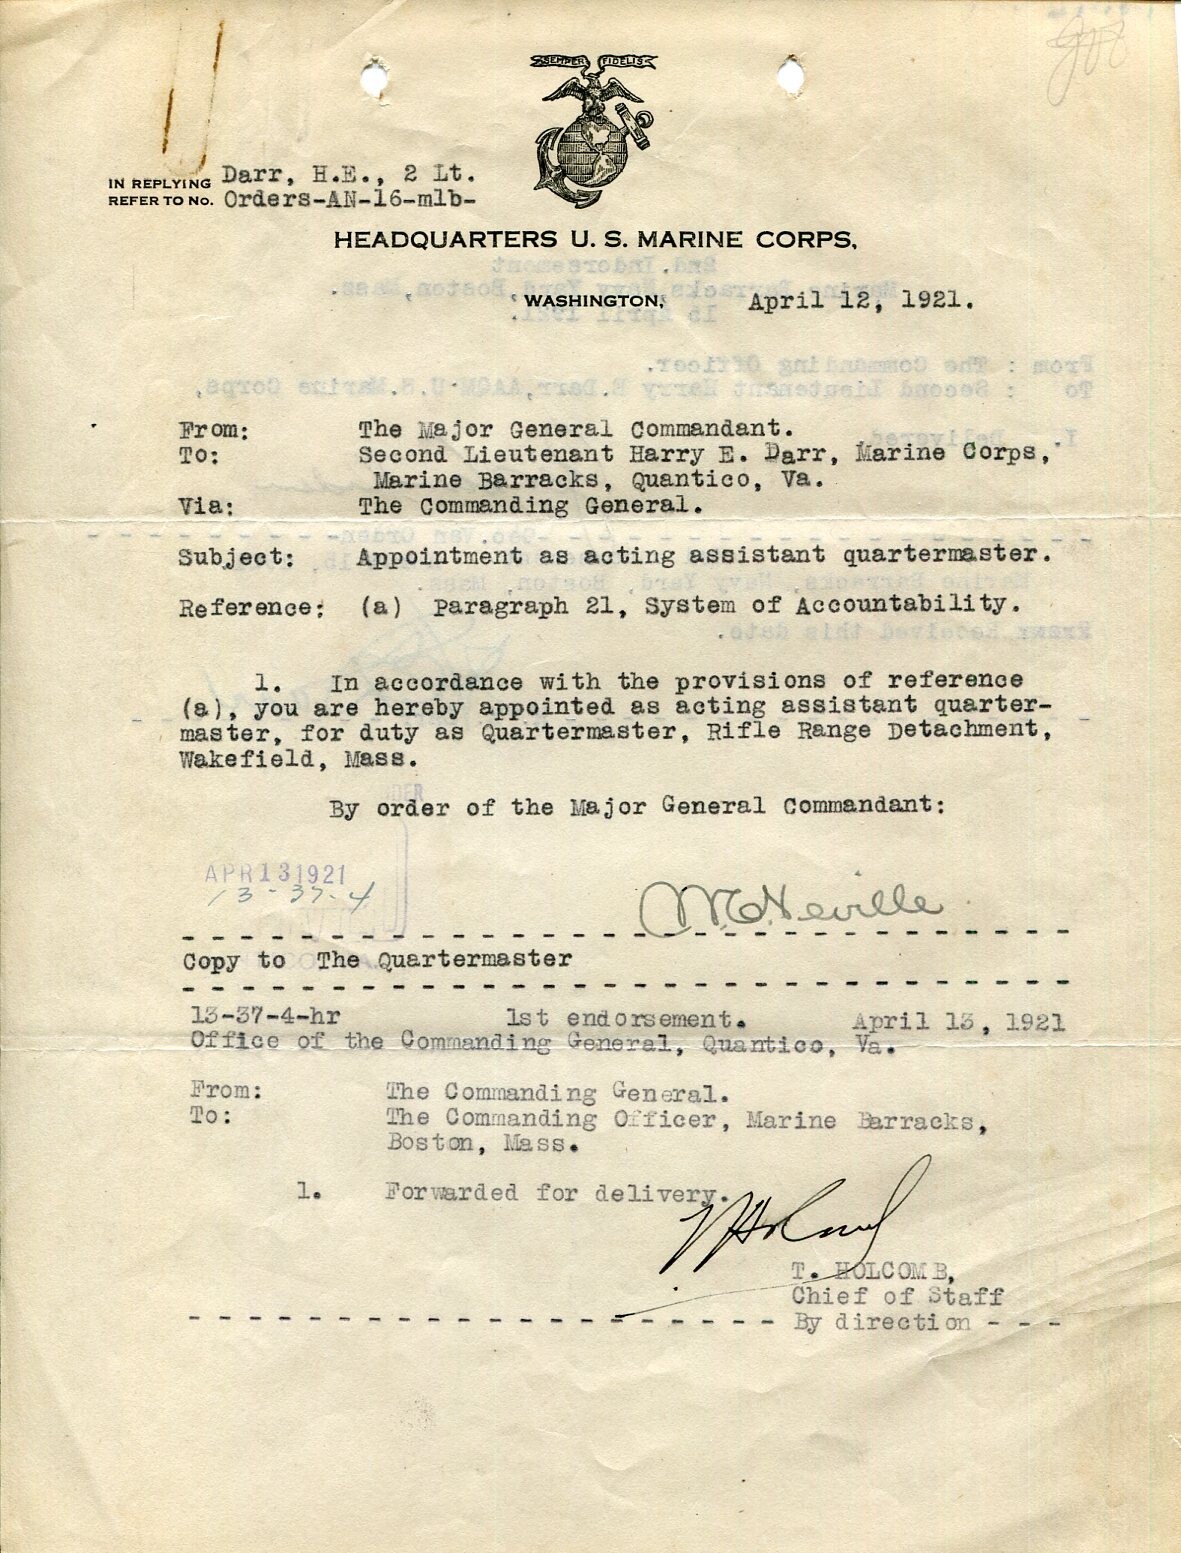 SEMPER FIDELIS
Darr, H.E., 2 Lt.
IN REPLYING
REFER TO No. Orders-AN-16-mlb-
HEADQUARTERS U. S. MARINE CORPS,
WASHINGTON, April 12, 1921.
From: The Major General Commandant.
To: Second Lieutenant Harry E. Darr, Marine Corps,
Marine Barracks, Quantico, Va.
Via: The Commanding General.
Subject: Appointment as acting assistant quartermaster.
Reference: (a) Paragraph 21, System of Accountability.
1. In accordance with the provisions of reference
(a), you are hereby appointed as acting assistant quarter-
master, for duty as Quartermaster, Rifle Range Detachment,
Wakefield, Mass.
By order of the Major General Commandant:
APR 13 1921
13-37-4
W.C. Neville
Copy to The Quartermaster
13-37-4-hr 1st endorsement. April 13, 1921
Office of the Commanding General, Quantico, Va.
From: The Commanding General.
To: The Commanding Officer, Marine Barracks,
Boston, Mass.
1. Forwarded for delivery.
T Holcomb
T. HOLCOMB,
Chief of Staff
By direction